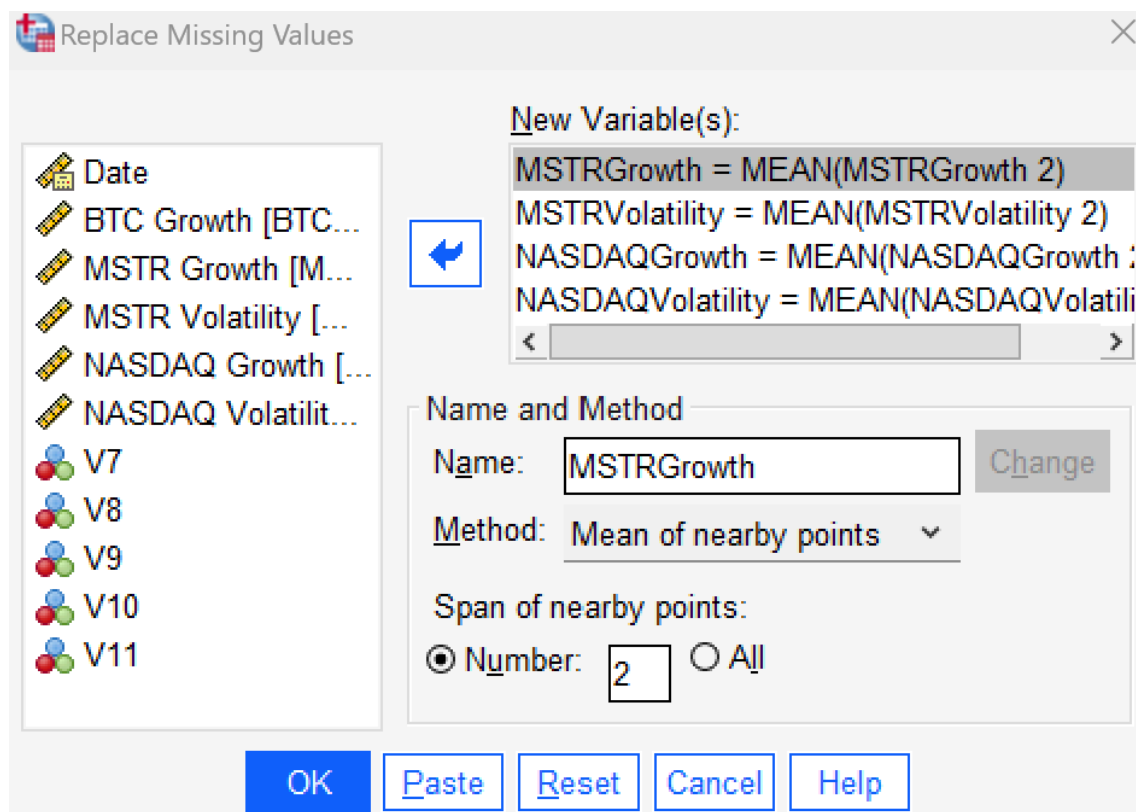 Replace Missing Values
New Variable(s):
Date
BTC Growth [BTC...
MSTR Growth [M...
MSTR Volatility [...
NASDAQ Growth [...
NASDAQ Volatilit...
V7
V8
V9
V10
V11
MSTRGrowth = MEAN(MSTRGrowth 2)
MSTRVolatility = MEAN(MSTRVolatility 2)
NASDAQGrowth = MEAN(NASDAQGrowth 2
NASDAQVolatility = MEAN(NASDAQVolatili
Name and Method
Name: MSTRGrowth Change
Method: Mean of nearby points
Span of nearby points:
Number: 2 All
OK Paste Reset Cancel Help